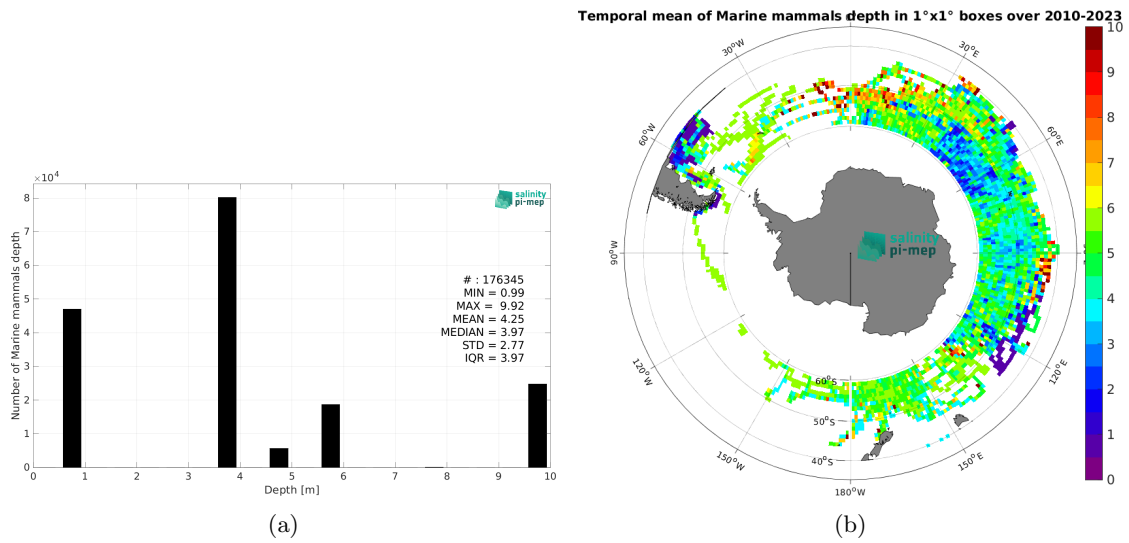 ×10⁴
8
7
6
5
4
3
2
1
0
Number of Marine mammals depth
salinity
pi-mep
# : 176345
MIN = 0.99
MAX = 9.92
MEAN = 4.25
MEDIAN = 3.97
STD = 2.77
IQR = 3.97
0 1 2 3 4 5 6 7 8 9 10
Depth [m]
(a)
Temporal mean of Marine mammals depth in 1°x1° boxes over 2010-2023
30°W
30°E
60°W
60°E
90°W
120°W
120°E
150°W
150°E
180°W
60°S
50°S
40°S
salinity
pi-mep
10
9
8
7
6
5
4
3
2
1
0
(b)